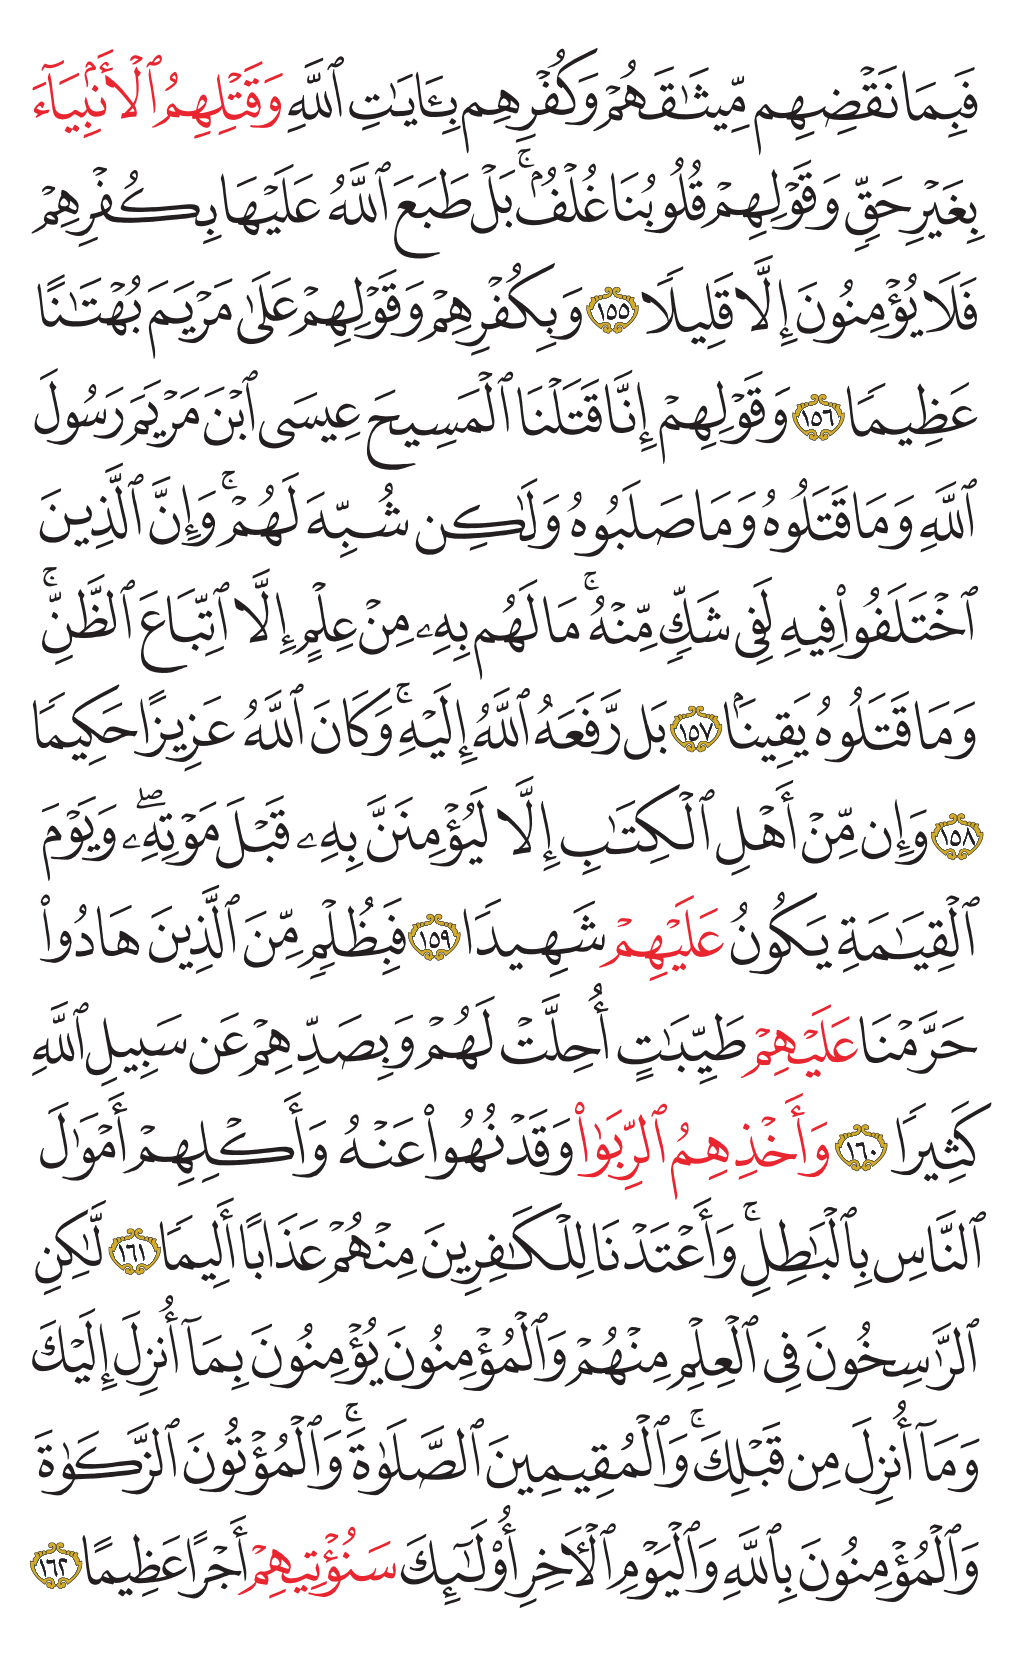 فَبِمَا نَقۡضِهِم مِّيثَٰقَهُمۡ وَكُفۡرِهِم بِـَٔايَٰتِ ٱللَّهِ وَقَتۡلِهِمُ ٱلۡأَنۢبِيَآءَ
بِغَيۡرِ حَقّٖ وَقَوۡلِهِمۡ قُلُوبُنَا غُلۡفُۢۚ بَلۡ طَبَعَ ٱللَّهُ عَلَيۡهَا بِكُفۡرِهِمۡ
فَلَا يُؤۡمِنُونَ إِلَّا قَلِيلٗا ١٥٥ وَبِكُفۡرِهِمۡ وَقَوۡلِهِمۡ عَلَىٰ مَرۡيَمَ بُهۡتَٰنًا
عَظِيمٗا ١٥٦ وَقَوۡلِهِمۡ إِنَّا قَتَلۡنَا ٱلۡمَسِيحَ عِيسَى ٱبۡنَ مَرۡيَمَ رَسُولَ
ٱللَّهِ وَمَا قَتَلُوهُ وَمَا صَلَبُوهُ وَلَٰكِن شُبِّهَ لَهُمۡۚ وَإِنَّ ٱلَّذِينَ
ٱخۡتَلَفُواْ فِيهِ لَفِي شَكّٖ مِّنۡهُۚ مَا لَهُم بِهِۦ مِنۡ عِلۡمٍ إِلَّا ٱتِّبَاعَ ٱلظَّنِّۚ
وَمَا قَتَلُوهُ يَقِينَۢا ١٥٧ بَل رَّفَعَهُ ٱللَّهُ إِلَيۡهِۚ وَكَانَ ٱللَّهُ عَزِيزًا حَكِيمٗا
١٥٨ وَإِن مِّنۡ أَهۡلِ ٱلۡكِتَٰبِ إِلَّا لَيُؤۡمِنَنَّ بِهِۦ قَبۡلَ مَوۡتِهِۦۖ وَيَوۡمَ
ٱلۡقِيَٰمَةِ يَكُونُ عَلَيۡهِمۡ شَهِيدٗا ١٥٩ فَبِظُلۡمٖ مِّنَ ٱلَّذِينَ هَادُواْ
حَرَّمۡنَا عَلَيۡهِمۡ طَيِّبَٰتٍ أُحِلَّتۡ لَهُمۡ وَبِصَدِّهِمۡ عَن سَبِيلِ ٱللَّهِ
كَثِيرٗا ١٦٠ وَأَخۡذِهِمُ ٱلرِّبَوٰاْ وَقَدۡ نُهُواْ عَنۡهُ وَأَكۡلِهِمۡ أَمۡوَٰلَ
ٱلنَّاسِ بِٱلۡبَٰطِلِۚ وَأَعۡتَدۡنَا لِلۡكَٰفِرِينَ مِنۡهُمۡ عَذَابًا أَلِيمٗا ١٦١ لَّٰكِنِ
ٱلرَّٰسِخُونَ فِي ٱلۡعِلۡمِ مِنۡهُمۡ وَٱلۡمُؤۡمِنُونَ يُؤۡمِنُونَ بِمَآ أُنزِلَ إِلَيۡكَ
وَمَآ أُنزِلَ مِن قَبۡلِكَۚ وَٱلۡمُقِيمِينَ ٱلصَّلَوٰةَۚ وَٱلۡمُؤۡتُونَ ٱلزَّكَوٰةَ
وَٱلۡمُؤۡمِنُونَ بِٱللَّهِ وَٱلۡيَوۡمِ ٱلۡأٓخِرِ أُوْلَٰٓئِكَ سَنُؤۡتِيهِمۡ أَجۡرًا عَظِيمًا ١٦٢